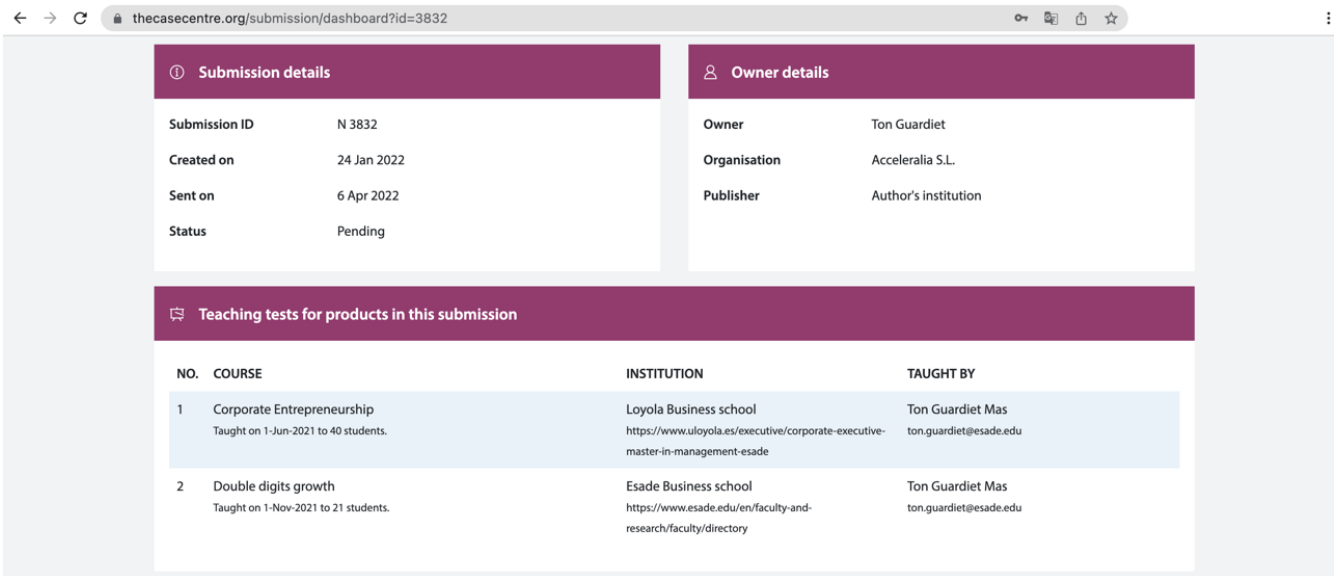 thecasecentre.org/submission/dashboard?id=3832
Submission details
Submission ID N 3832
Created on 24 Jan 2022
Sent on 6 Apr 2022
Status Pending
Owner details
Owner Ton Guardiet
Organisation Acceleralia S.L.
Publisher Author's institution
Teaching tests for products in this submission
NO. COURSE INSTITUTION TAUGHT BY
1 Corporate Entrepreneurship Loyola Business school Ton Guardiet Mas
Taught on 1-Jun-2021 to 40 students. https://www.uloyola.es/executive/corporate-executive- ton.guardiet@esade.edu
master-in-management-esade
2 Double digits growth Esade Business school Ton Guardiet Mas
Taught on 1-Nov-2021 to 21 students. https://www.esade.edu/en/faculty-and- ton.guardiet@esade.edu
research/faculty/directory